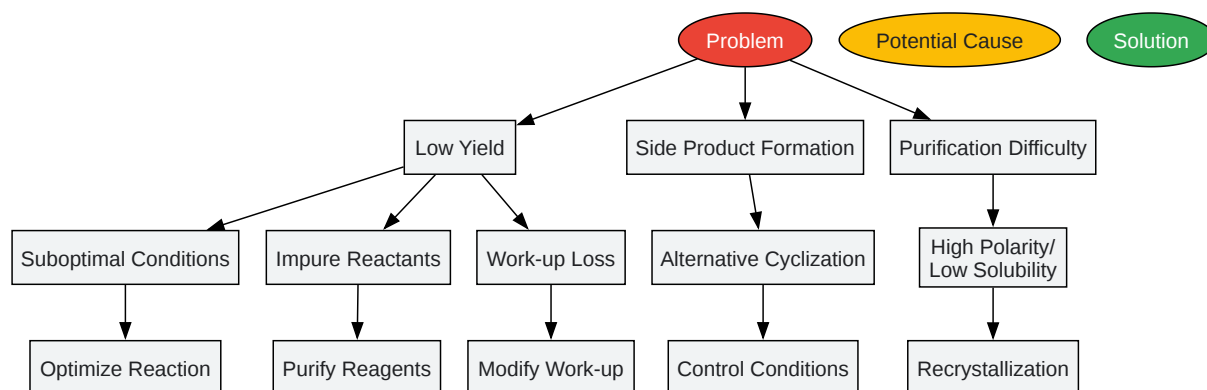 Problem
Potential Cause
Solution
Low Yield
Side Product Formation
Purification Difficulty
Suboptimal Conditions
Impure Reactants
Work-up Loss
Alternative Cyclization
High Polarity/
Low Solubility
Optimize Reaction
Purify Reagents
Modify Work-up
Control Conditions
Recrystallization